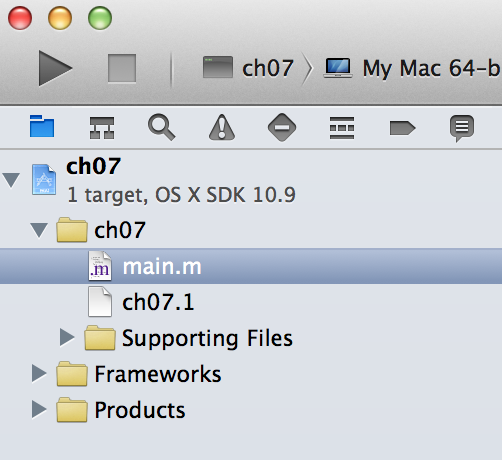 ch07 My Mac 64-b
ch07
1 target, OS X SDK 10.9
ch07
.m main.m
ch07.1
Supporting Files
Frameworks
Products